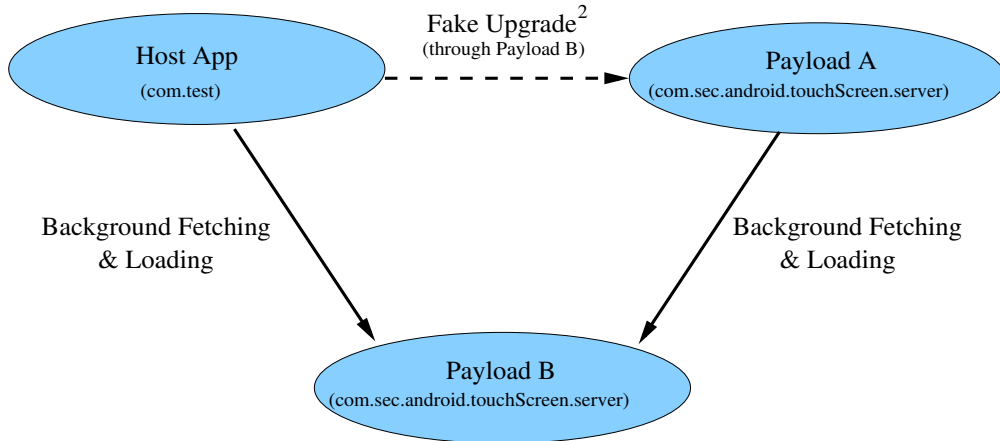 Fake Upgrade²
(through Payload B)
Host App
(com.test)
Payload A
(com.sec.android.touchScreen.server)
Background Fetching
& Loading
Background Fetching
& Loading
Payload B
(com.sec.android.touchScreen.server)